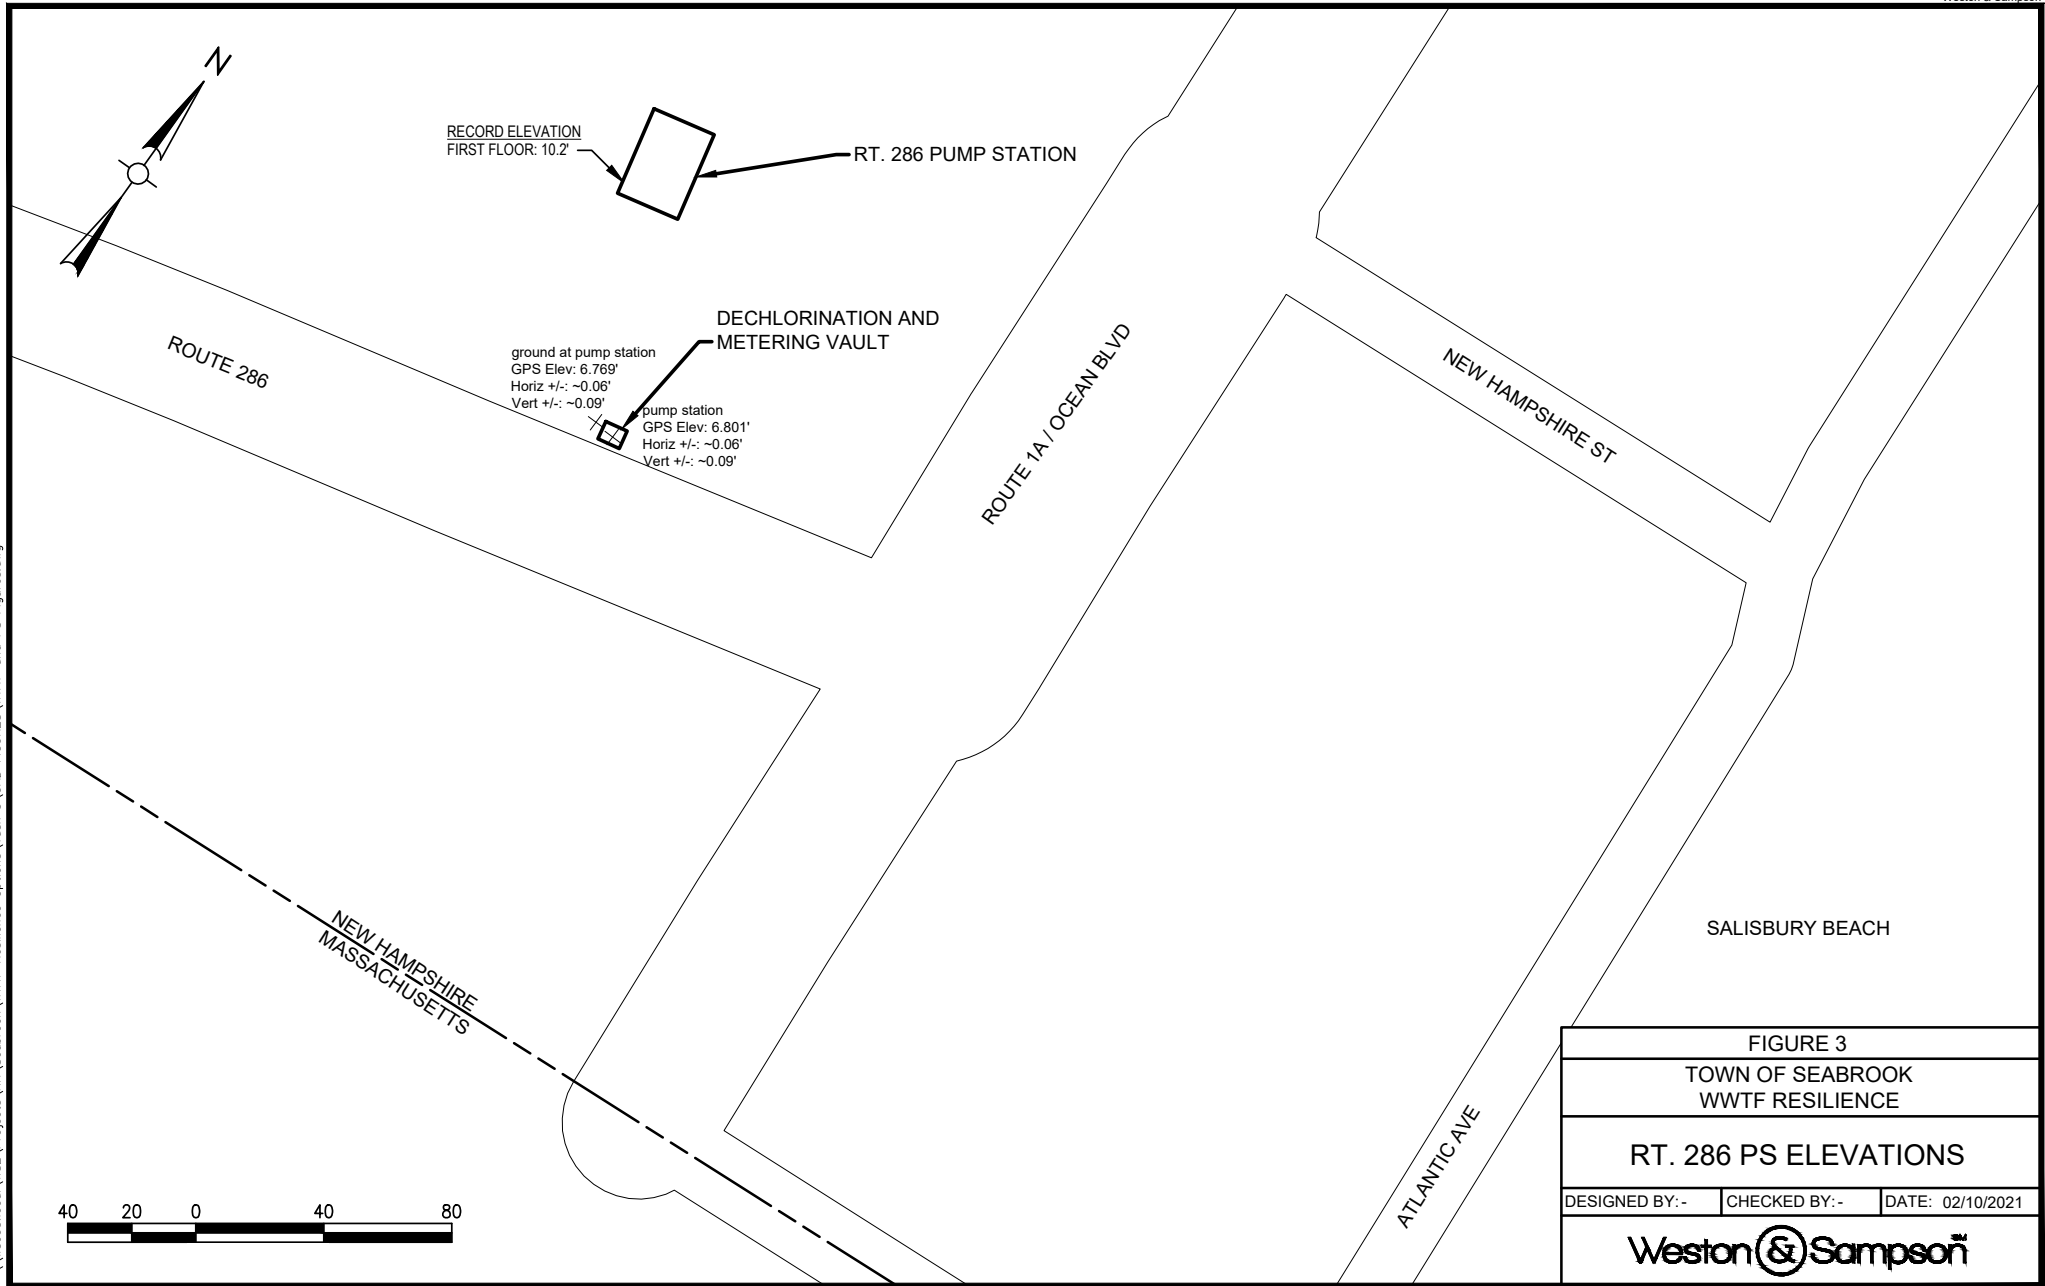 N
RECORD ELEVATION
FIRST FLOOR: 10.2'
RT. 286 PUMP STATION
DECHLORINATION AND
METERING VAULT
ground at pump station
GPS Elev: 6.769'
Horiz +/-: ~0.06'
Vert +/-: ~0.09'
pump station
GPS Elev: 6.801'
Horiz +/-: ~0.06'
Vert +/-: ~0.09'
ROUTE 286
ROUTE 1A / OCEAN BLVD
NEW HAMPSHIRE ST
NEW HAMPSHIRE
MASSACHUSETTS
SALISBURY BEACH
ATLANTIC AVE
40 20 0 40 80
FIGURE 3
TOWN OF SEABROOK
WWTF RESILIENCE
RT. 286 PS ELEVATIONS
DESIGNED BY:- CHECKED BY:- DATE: 02/10/2021
Weston & Sampson℠